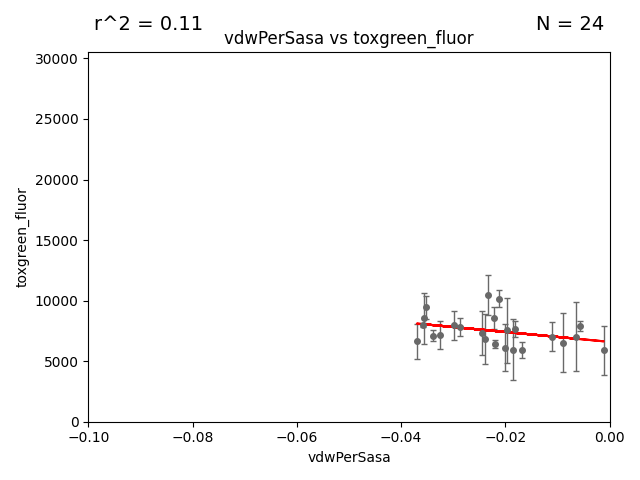 r^2 = 0.11
N = 24
vdwPerSasa vs toxgreen_fluor
30000
25000
20000
15000
10000
5000
0
toxgreen_fluor
−0.10
−0.08
−0.06
−0.04
−0.02
0.00
vdwPerSasa